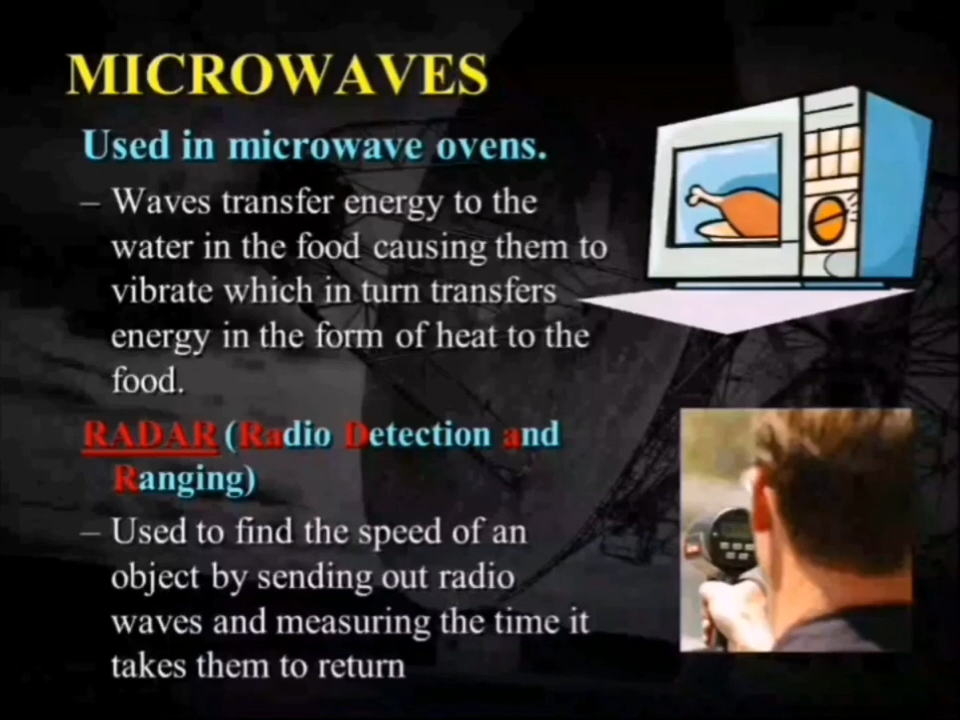 MICROWAVES
Used in microwave ovens.
– Waves transfer energy to the
water in the food causing them to
vibrate which in turn transfers
energy in the form of heat to the
food.
RADAR (Radio Detection and
Ranging)
– Used to find the speed of an
object by sending out radio
waves and measuring the time it
takes them to return